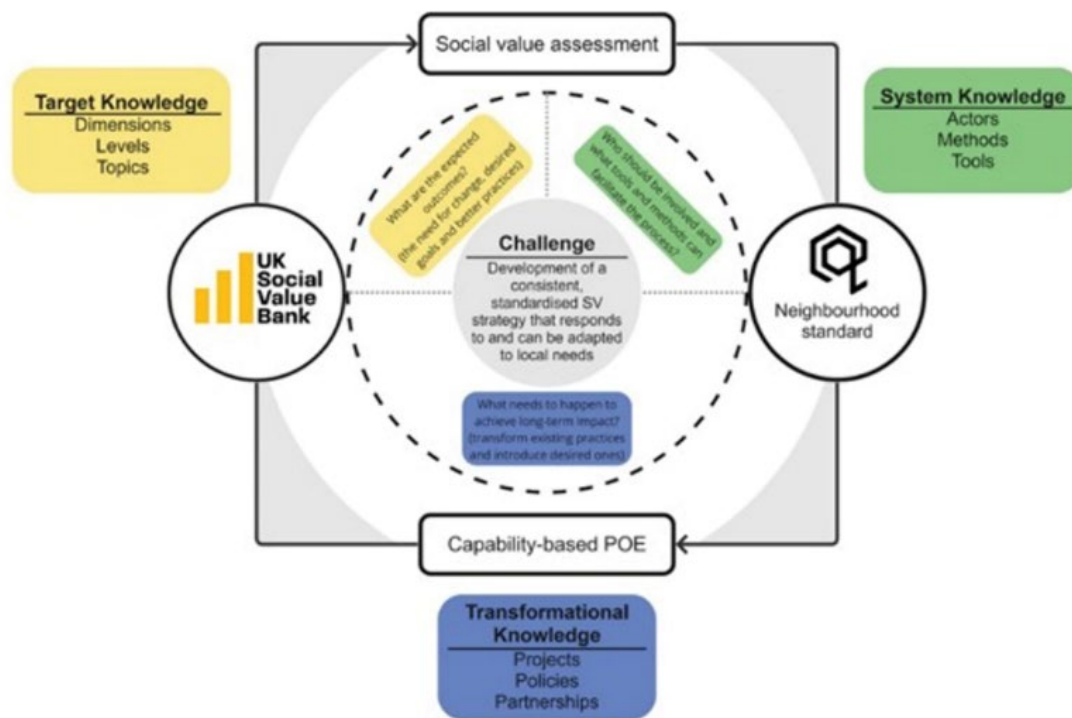 Social value assessment
Target Knowledge
Dimensions
Levels
Topics
System Knowledge
Actors
Methods
Tools
What are the expected
outcomes?
(the need for change, desired
goals and better practices)
Who should be involved and
what tools and methods can
facilitate the process?
UK
Social
Value
Bank
Challenge
Development of a
consistent,
standardised SV
strategy that responds
to and can be adapted
to local needs
Neighbourhood
standard
What needs to happen to
achieve long-term impact?
(transform existing practices
and introduce desired ones)
Capability-based POE
Transformational
Knowledge
Projects
Policies
Partnerships